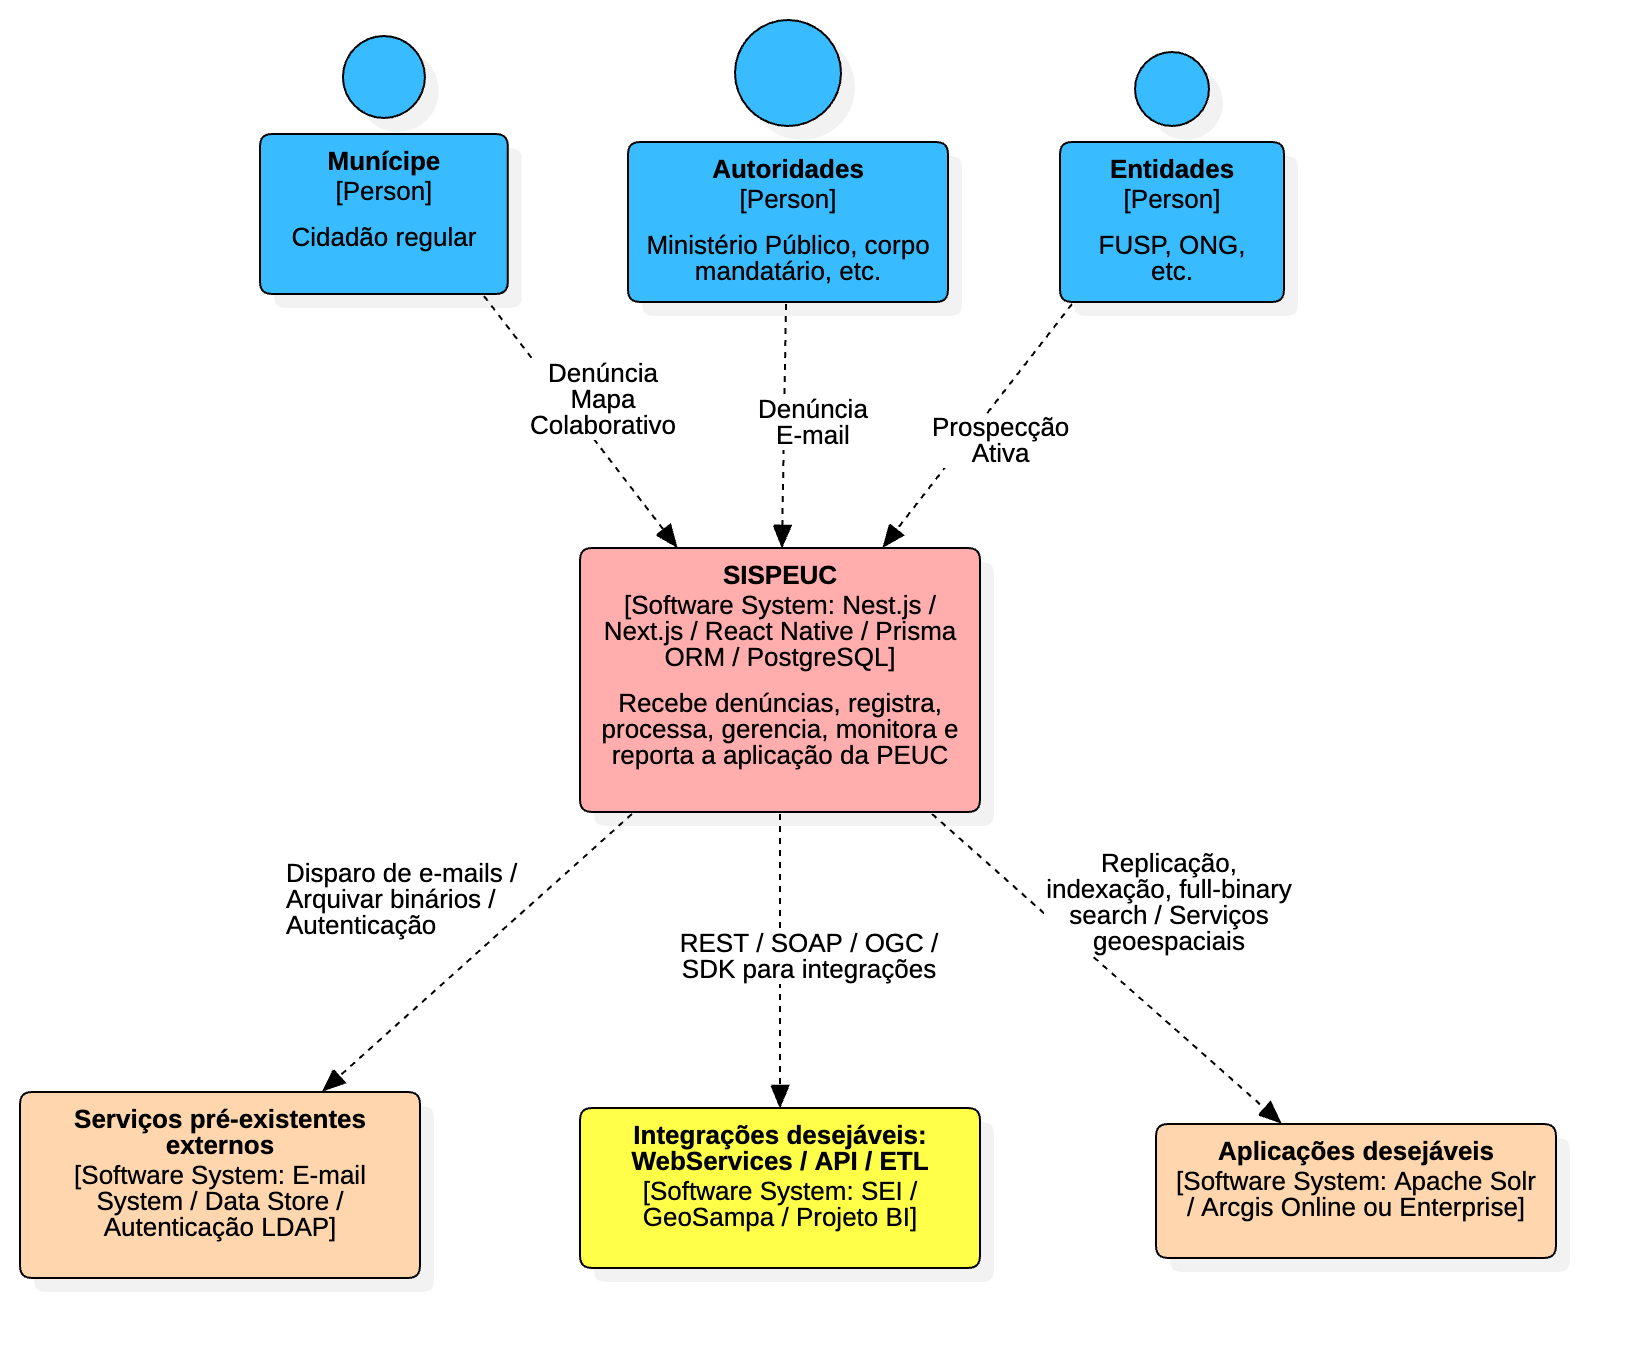 Munícipe
[Person]
Cidadão regular
Autoridades
[Person]
Ministério Público, corpo
mandatário, etc.
Entidades
[Person]
FUSP, ONG,
etc.
Denúncia
Mapa
Colaborativo
Denúncia
E-mail
Prospecção
Ativa
SISPEUC
[Software System: Nest.js /
Next.js / React Native / Prisma
ORM / PostgreSQL]
Recebe denúncias, registra,
processa, gerencia, monitora e
reporta a aplicação da PEUC
Disparo de e-mails /
Arquivar binários /
Autenticação
REST / SOAP / OGC /
SDK para integrações
Replicação,
indexação, full-binary
search / Serviços
geoespaciais
Serviços pré-existentes
externos
[Software System: E-mail
System / Data Store /
Autenticação LDAP]
Integrações desejáveis:
WebServices / API / ETL
[Software System: SEI /
GeoSampa / Projeto BI]
Aplicações desejáveis
[Software System: Apache Solr
/ Arcgis Online ou Enterprise]